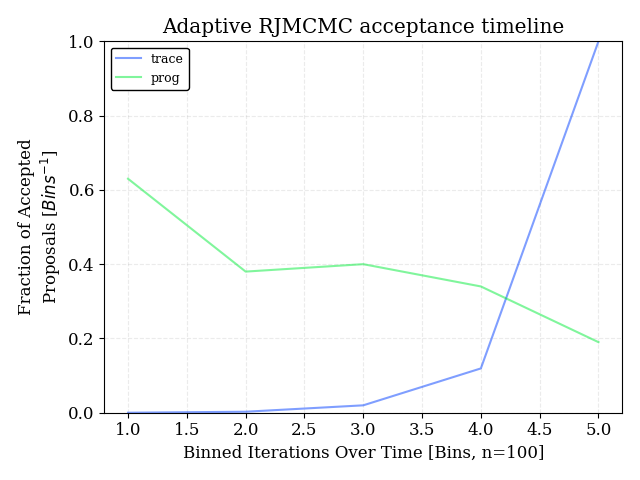 Adaptive RJMCMC acceptance timeline
trace
prog
Fraction of Accepted
Proposals [Bins⁻¹]
1.0
0.8
0.6
0.4
0.2
0.0
1.0 1.5 2.0 2.5 3.0 3.5 4.0 4.5 5.0
Binned Iterations Over Time [Bins, n=100]